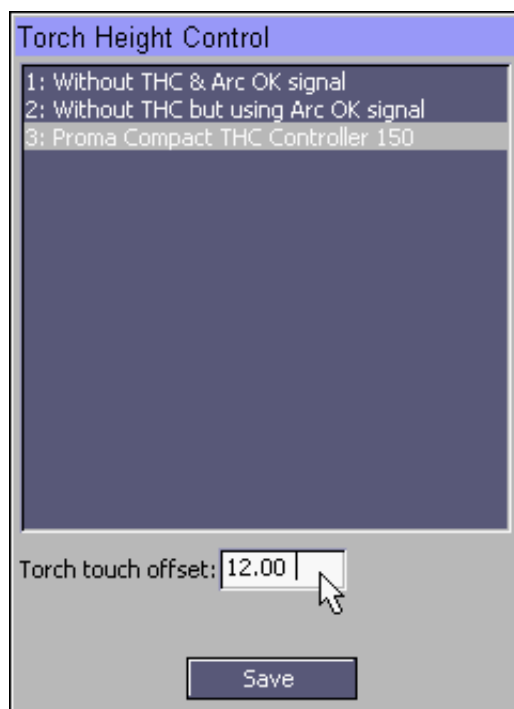 Torch Height Control
1: Without THC & Arc OK signal
2: Without THC but using Arc OK signal
3: Proma Compact THC Controller 150
Torch touch offset: 12.00
Save